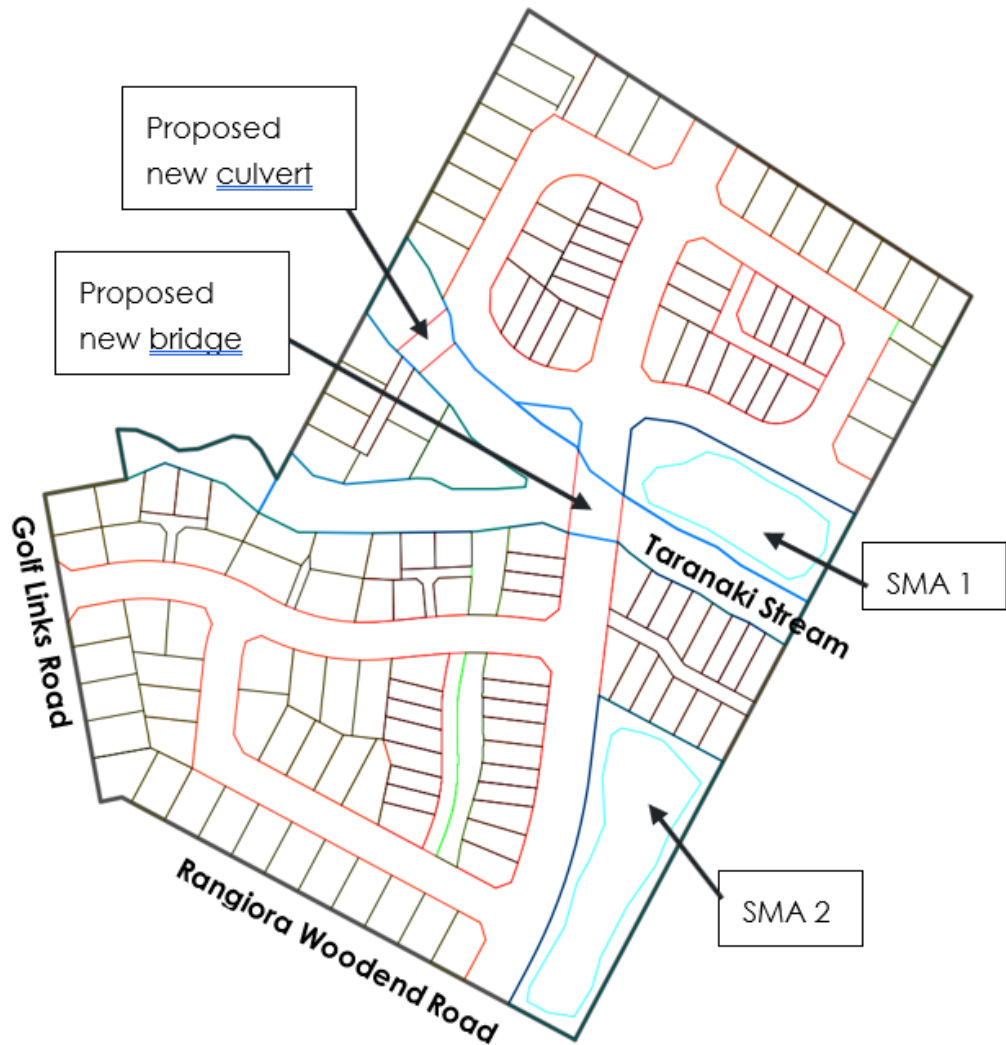 Proposed
new culvert
Proposed
new bridge
Taranaki Stream
SMA 1
Golf Links Road
SMA 2
Rangiora Woodend Road